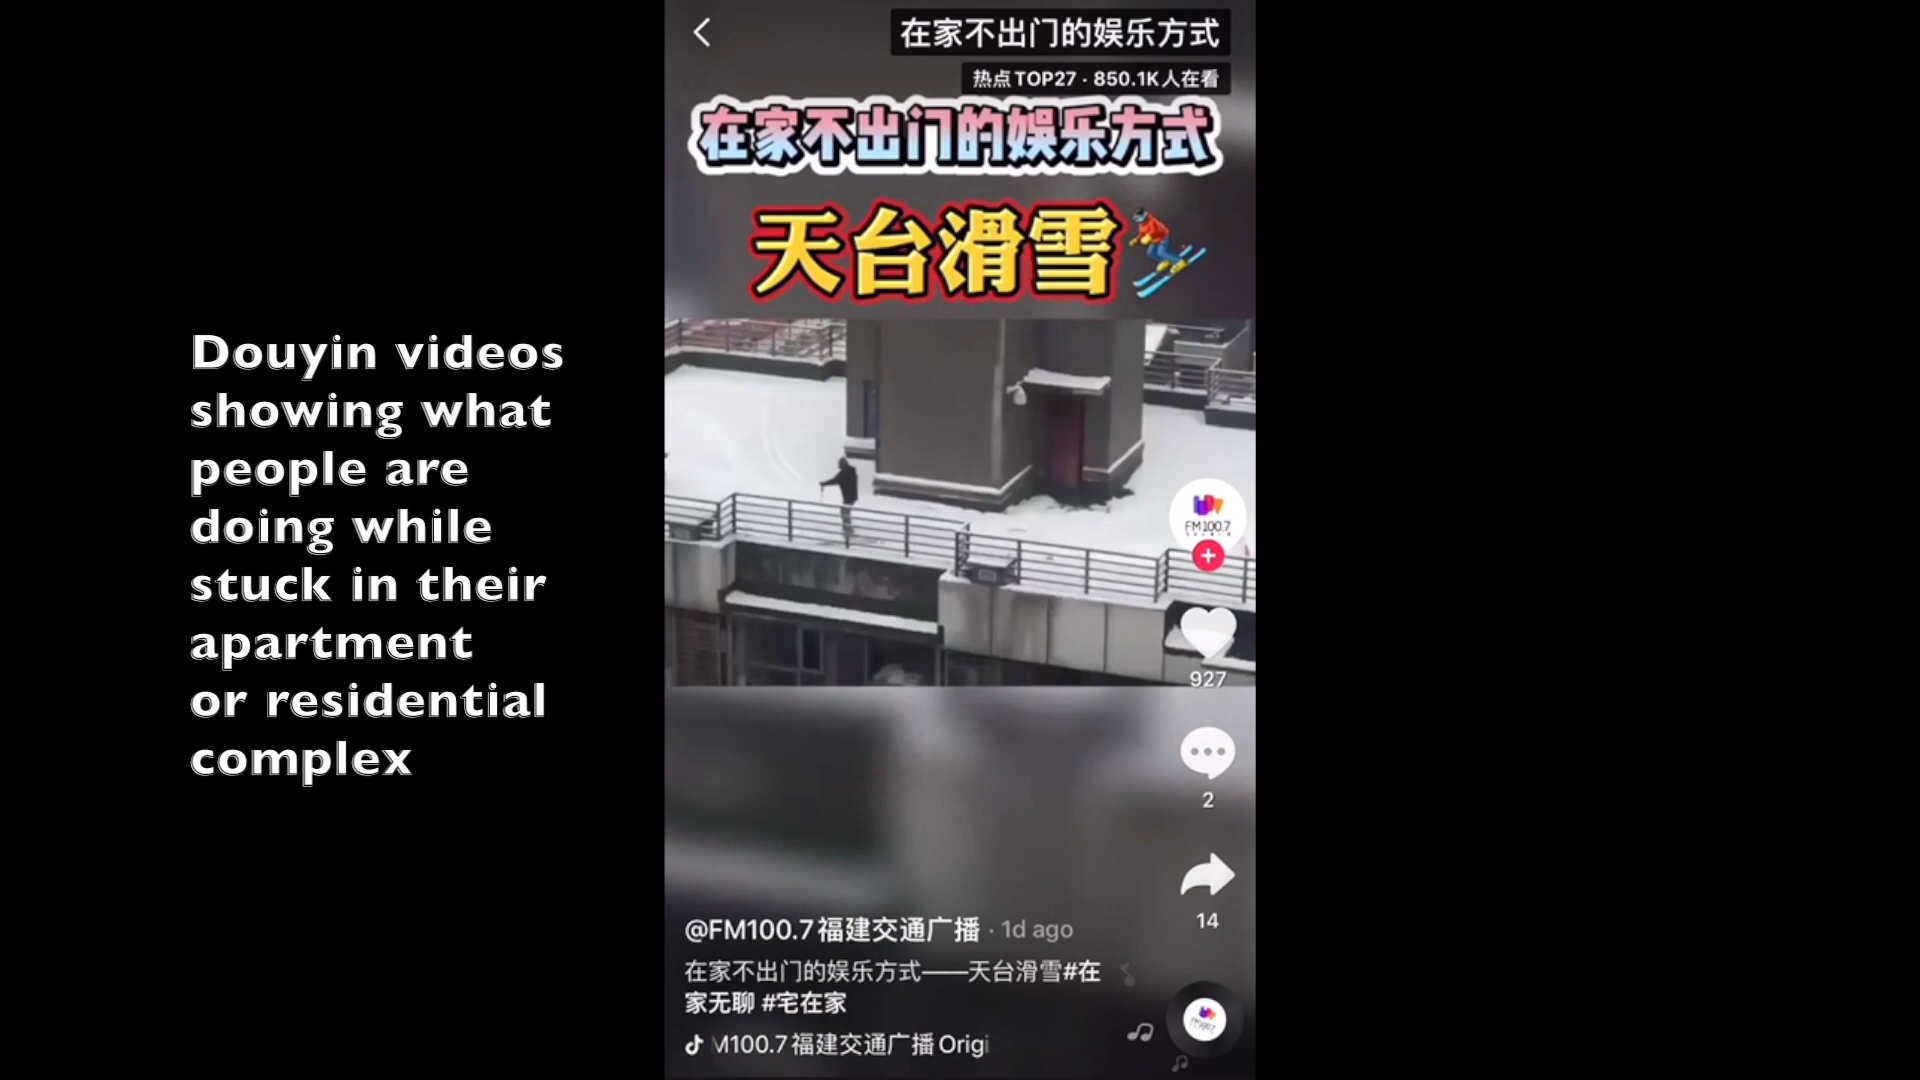 Douyin videos
showing what
people are
doing while
stuck in their
apartment
or residential
complex
在家不出门的娱乐方式
热点TOP27 · 850.1K人在看
在家不出门的娱乐方式
天台滑雪
FM100.7
927
2
14
@FM100.7福建交通广播 · 1d ago
在家不出门的娱乐方式——天台滑雪#在
家无聊 #宅在家
M100.7福建交通广播 Origi